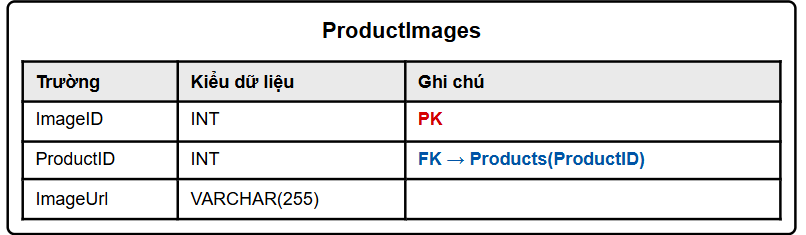 ProductImages
Trường Kiểu dữ liệu Ghi chú
ImageID INT PK
ProductID INT FK → Products(ProductID)
ImageUrl VARCHAR(255)